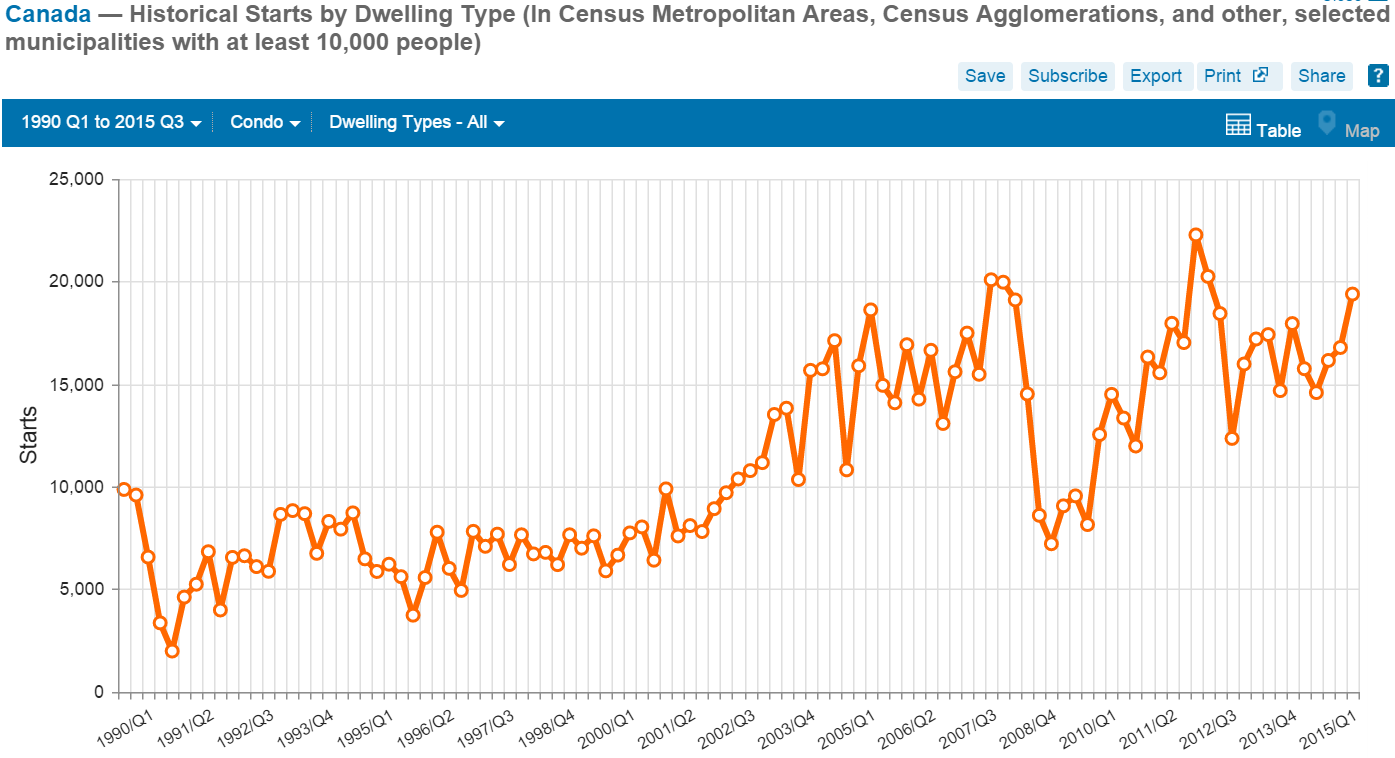 Canada — Historical Starts by Dwelling Type (In Census Metropolitan Areas, Census Agglomerations, and other, selected
municipalities with at least 10,000 people)
Save Subscribe Export Print Share ?
1990 Q1 to 2015 Q3 Condo Dwelling Types - All Table Map
25,000
20,000
15,000
10,000
5,000
0
Starts
1990/Q1 1991/Q2 1992/Q3 1993/Q4 1995/Q1 1996/Q2 1997/Q3 1998/Q4 2000/Q1 2001/Q2 2002/Q3 2003/Q4 2005/Q1 2006/Q2 2007/Q3 2008/Q4 2010/Q1 2011/Q2 2012/Q3 2013/Q4 2015/Q1